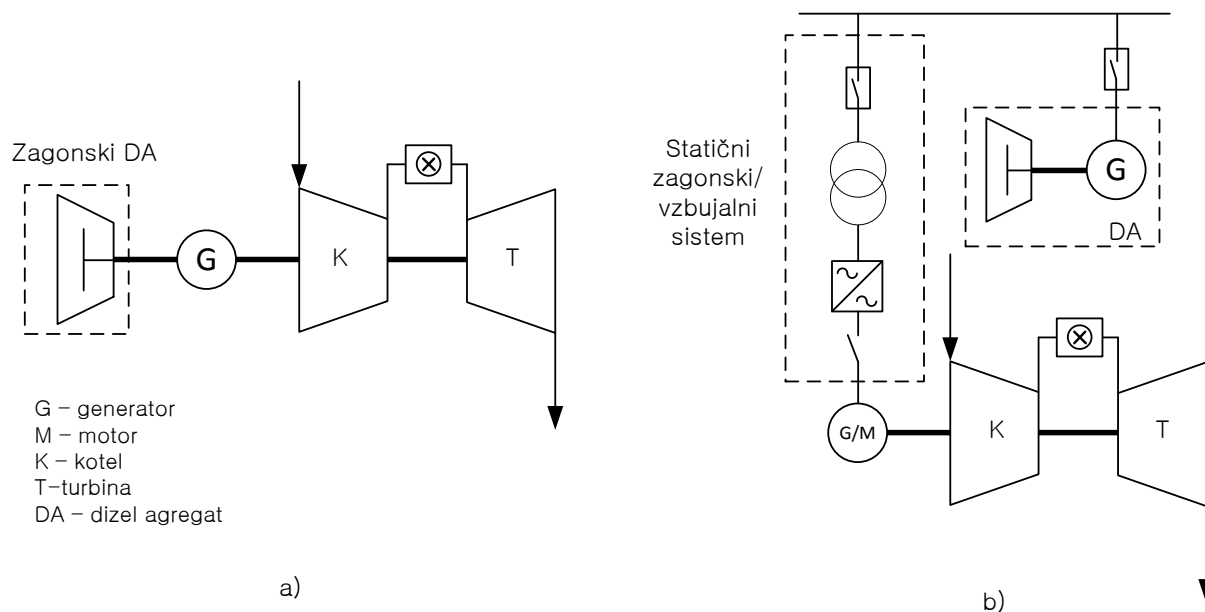 Zagonski DA
G
K
T
G – generator
M – motor
K – kotel
T-turbina
DA – dizel agregat
a)
Statični
zagonski/
vzbujalni
sistem
G
DA
G/M
K
T
b)